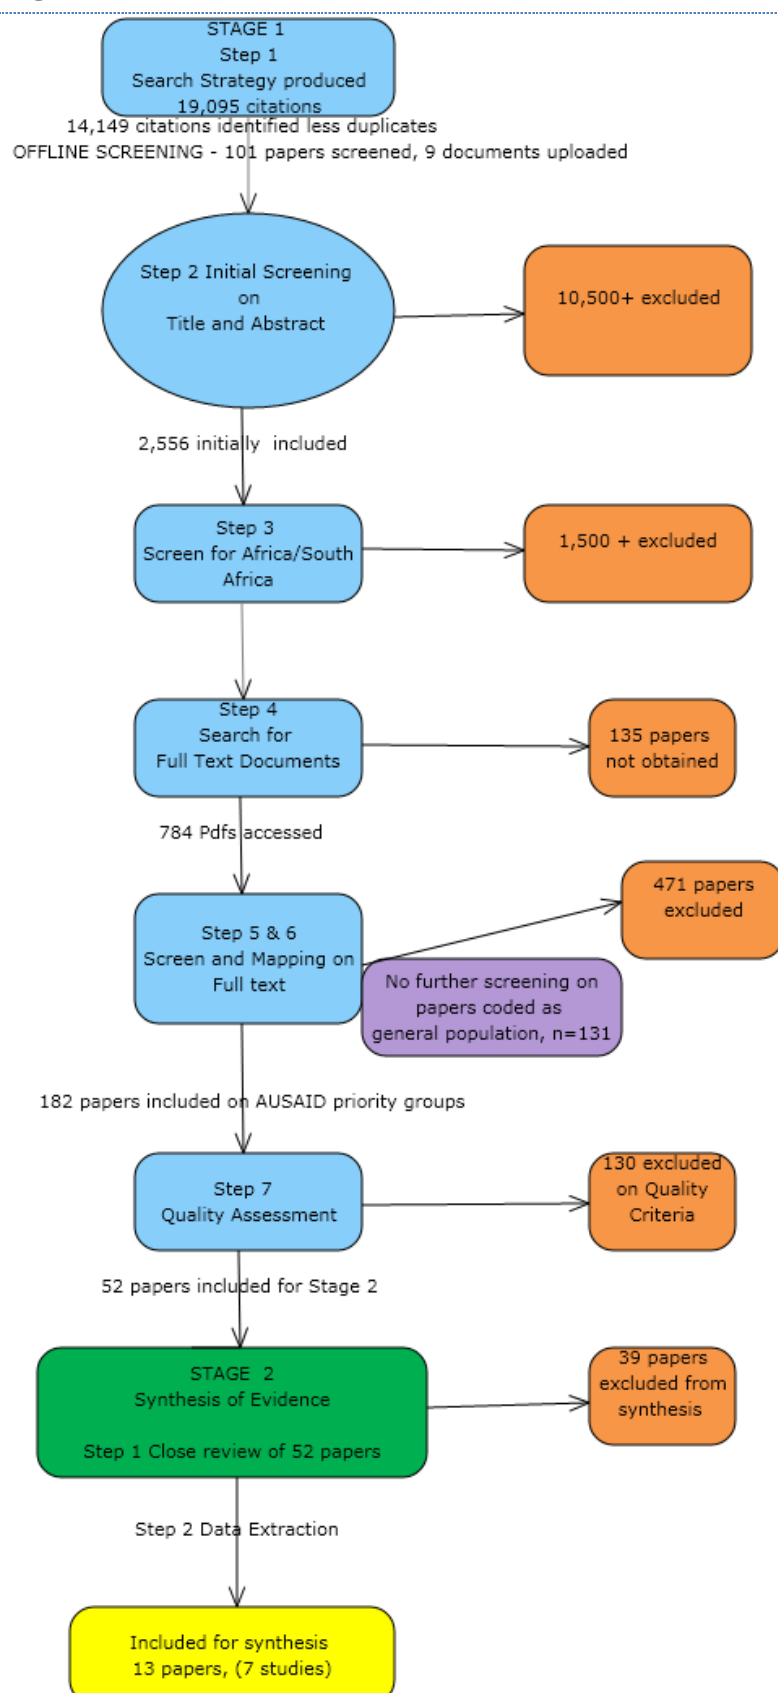 STAGE 1
Step 1
Search Strategy produced
19,095 citations
14,149 citations identified less duplicates
OFFLINE SCREENING - 101 papers screened, 9 documents uploaded
Step 2 Initial Screening
on
Title and Abstract
10,500+ excluded
2,556 initially included
Step 3
Screen for Africa/South
Africa
1,500 + excluded
Step 4
Search for
Full Text Documents
135 papers
not obtained
784 Pdfs accessed
471 papers
excluded
Step 5 & 6
Screen and Mapping on
Full text
No further screening on
papers coded as
general population, n=131
182 papers included on AUSAID priority groups
Step 7
Quality Assessment
130 excluded
on Quality
Criteria
52 papers included for Stage 2
STAGE 2
Synthesis of Evidence
Step 1 Close review of 52 papers
39 papers
excluded from
synthesis
Step 2 Data Extraction
Included for synthesis
13 papers, (7 studies)